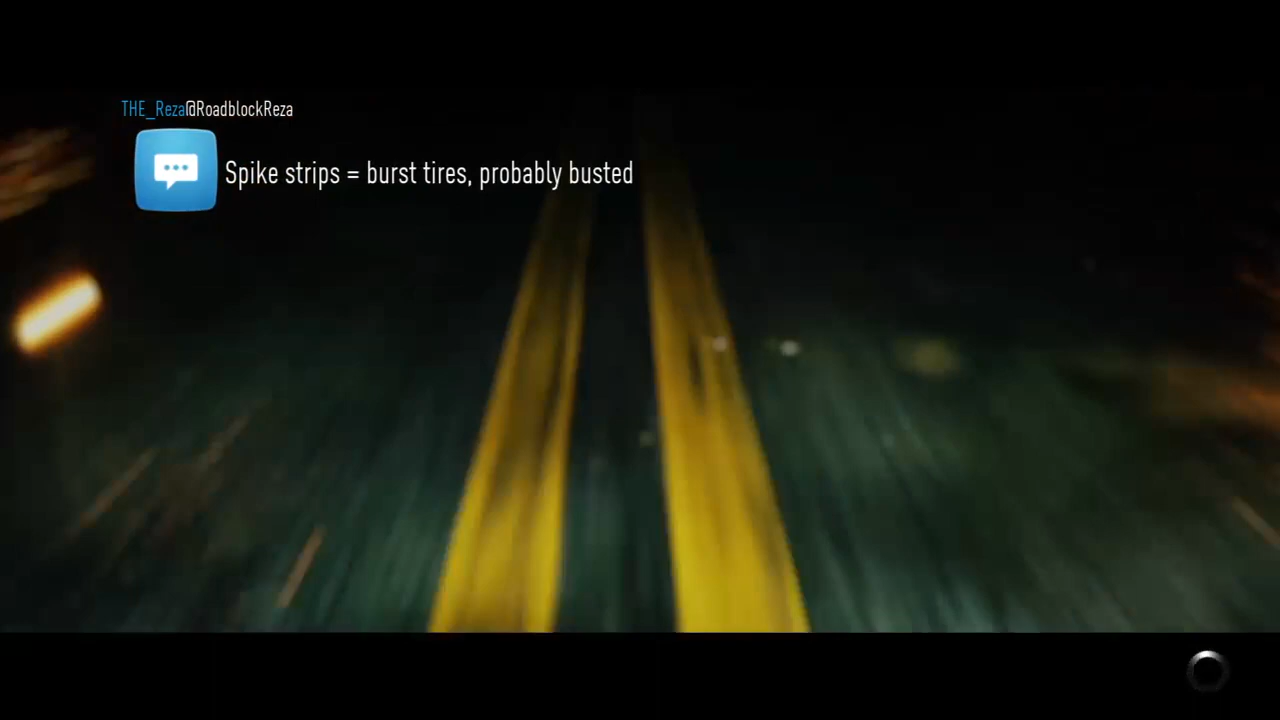 THE_Reza@RoadblockReza
Spike strips = burst tires, probably busted